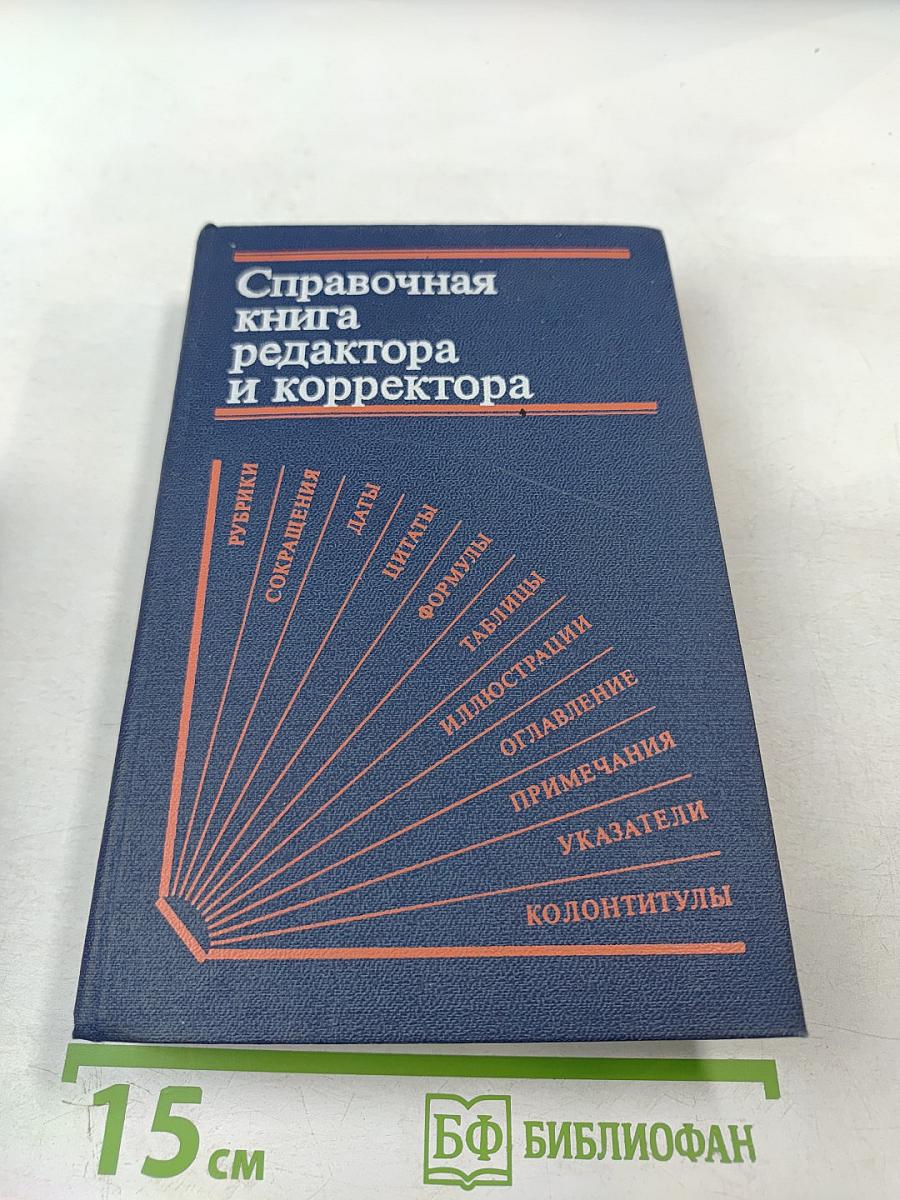 Справочная
книга
редактора
и корректора
РУБРИКИ
СОКРАЩЕНИЯ
ДАТЫ
ЦИТАТЫ
ФОРМУЛЫ
ТАБЛИЦЫ
ИЛЛЮСТРАЦИИ
ОГЛАВЛЕНИЕ
ПРИМЕЧАНИЯ
УКАЗАТЕЛИ
КОЛОНТИТУЛЫ
15 см
БФ БИБЛИОФАН